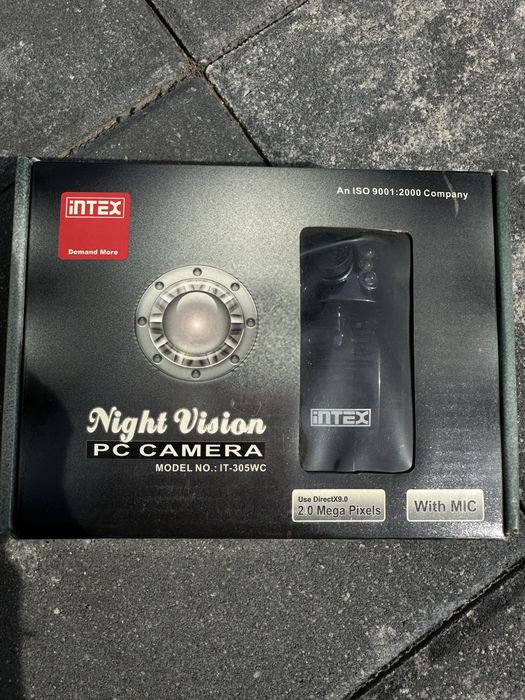 An ISO 9001:2000 Company
INTEX
Demand More
INTEX
Night Vision
PC CAMERA
MODEL NO.: IT-305WC
Use DirectX9.0
2.0 Mega Pixels
With MIC